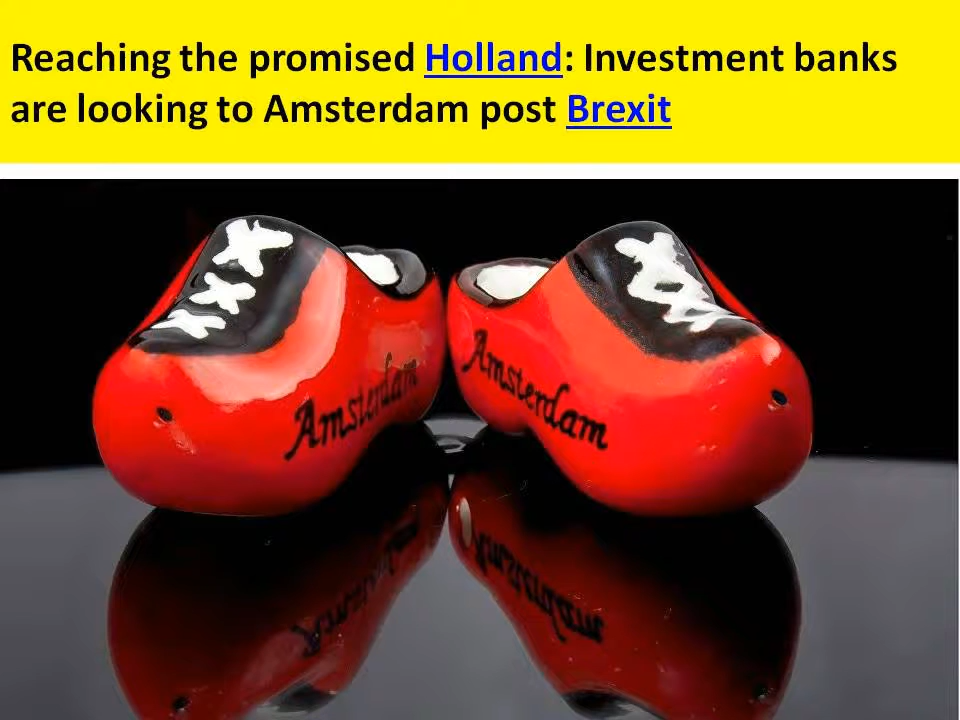 Reaching the promised Holland: Investment banks
are looking to Amsterdam post Brexit
Amsterdam
Amsterdam